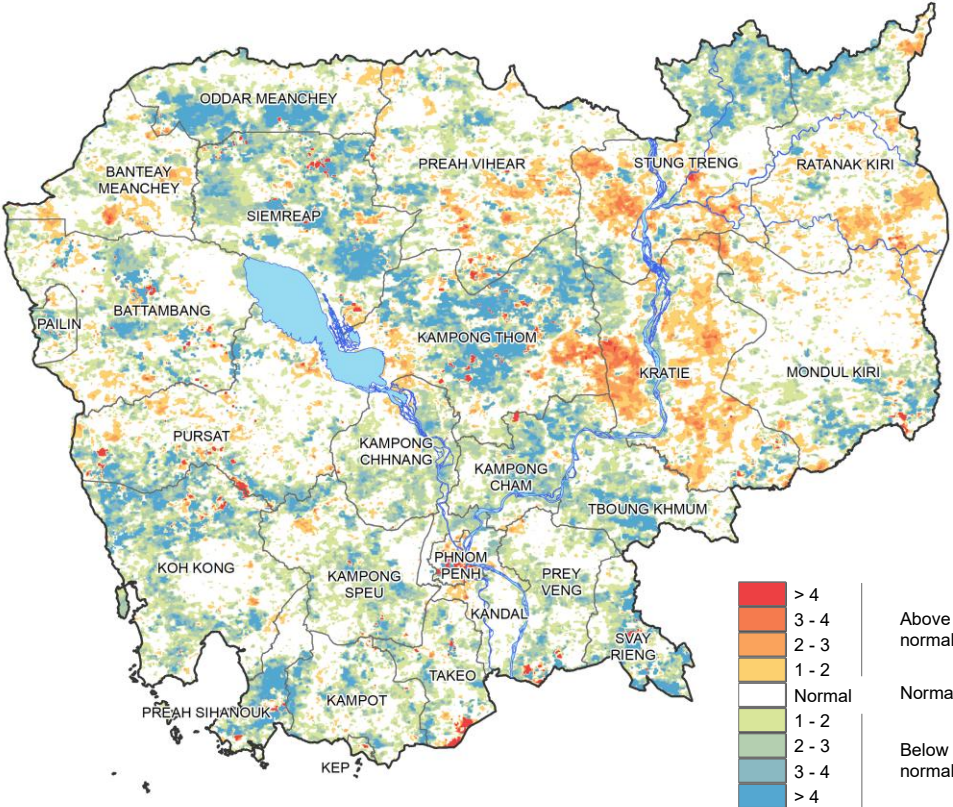 ODDAR MEANCHEY
BANTEAY
MEANCHEY
PREAH VIHEAR
STUNG TRENG
RATANAK KIRI
SIEMREAP
BATTAMBANG
PAILIN
KAMPONG THOM
KRATIE
MONDUL KIRI
PURSAT
KAMPONG
CHHNANG
KAMPONG
CHAM
TBOUNG KHMUM
KOH KONG
KAMPONG
SPEU
PHNOM
PENH
PREY
VENG
KANDAL
SVAY
RIENG
TAKEO
KAMPOT
PREAH SIHANOUK
KEP
> 4
3 - 4
2 - 3
1 - 2
Above
normal
Normal
Norma
1 - 2
2 - 3
3 - 4
> 4
Below
normal